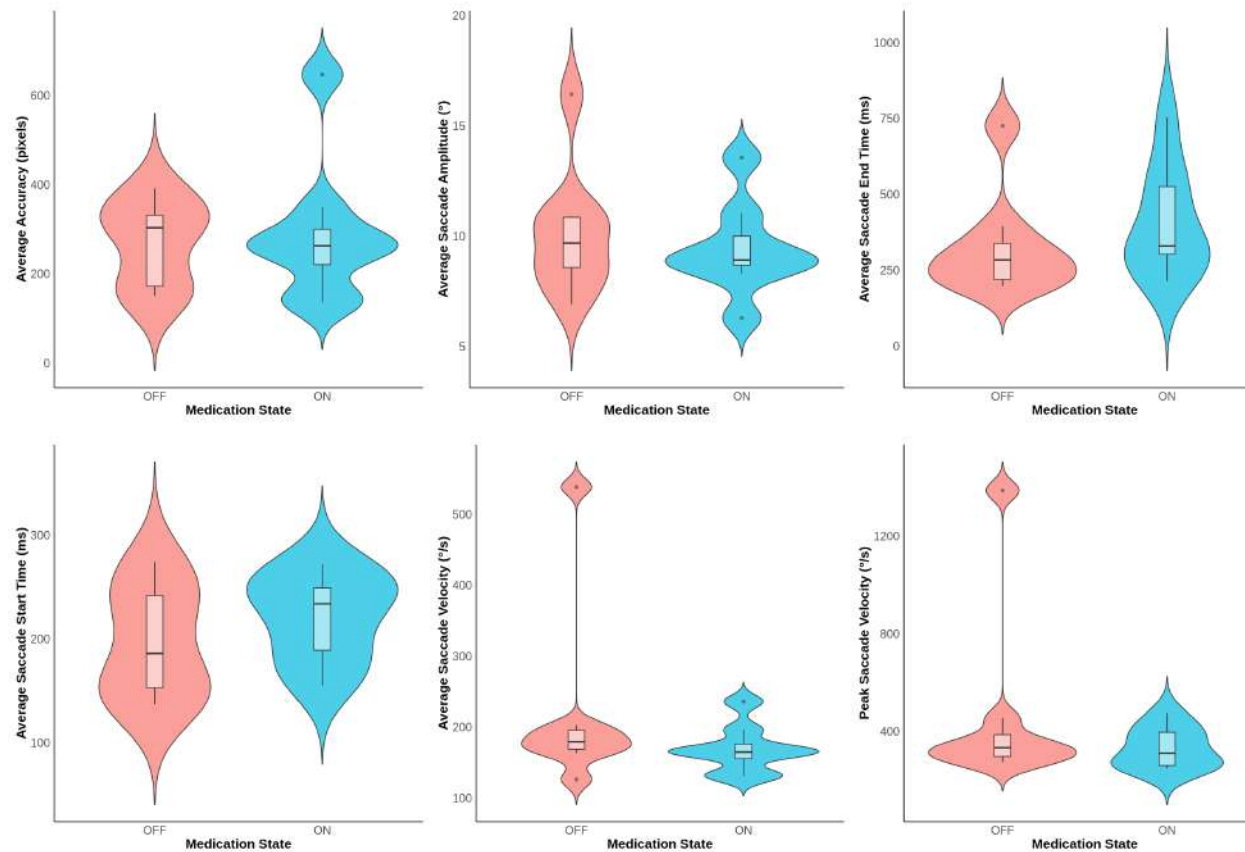 Average Accuracy (pixels)
600
400
200
0
OFF
ON
Medication State
Average Saccade Amplitude (°)
20
15
10
5
OFF
ON
Medication State
Average Saccade End Time (ms)
1000
750
500
250
0
OFF
ON
Medication State
Average Saccade Start Time (ms)
300
200
100
OFF
ON
Medication State
Average Saccade Velocity (°/s)
500
400
300
200
100
OFF
ON
Medication State
Peak Saccade Velocity (°/s)
1200
800
400
OFF
ON
Medication State